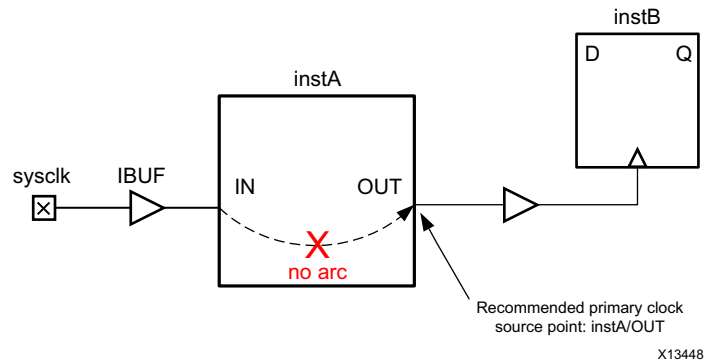 instB
D Q
instA
sysclk IBUF
IN OUT
X
no arc
Recommended primary clock
source point: instA/OUT
X13448